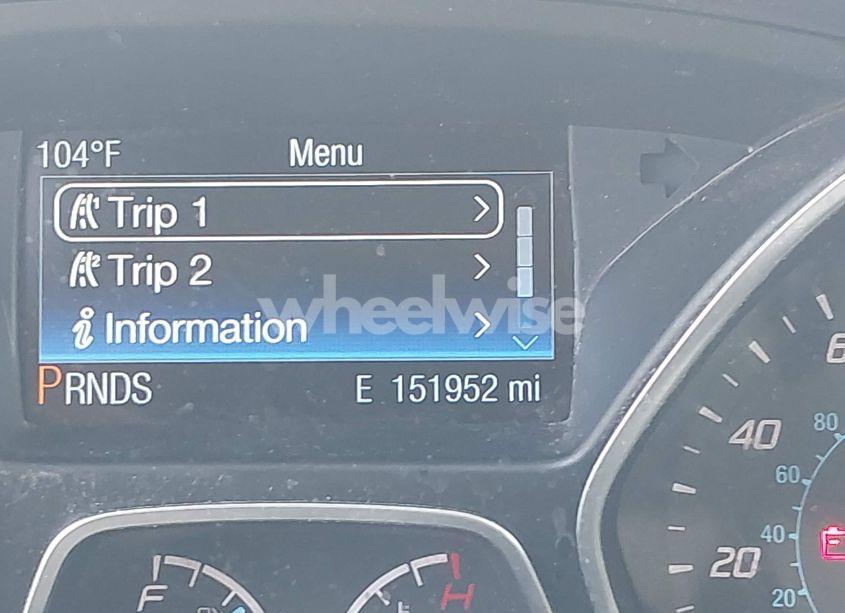 104°F Menu
Trip 1
Trip 2
wheelwise
Information
PRNDS E 151952 mi
80
40
60
40
20
20
F
H